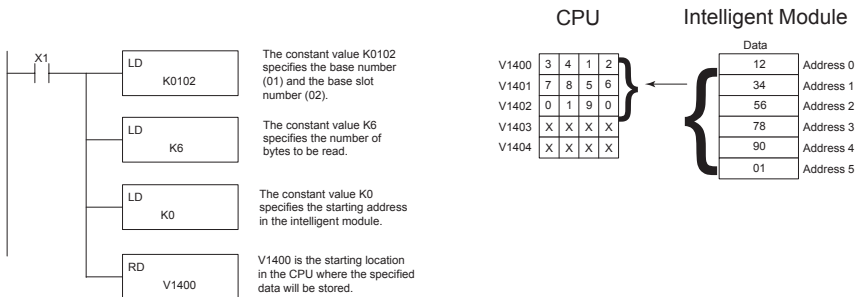 CPU
Intelligent Module
X1
LD
K0102
The constant value K0102
specifies the base number
(01) and the base slot
number (02).
LD
K6
The constant value K6
specifies the number of
bytes to be read.
LD
K0
The constant value K0
specifies the starting address
in the intelligent module.
RD
V1400
V1400 is the starting location
in the CPU where the specified
data will be stored.
V1400 3 4 1 2
V1401 7 8 5 6
V1402 0 1 9 0
V1403 X X X X
V1404 X X X X
Data
12 Address 0
34 Address 1
56 Address 2
78 Address 3
90 Address 4
01 Address 5